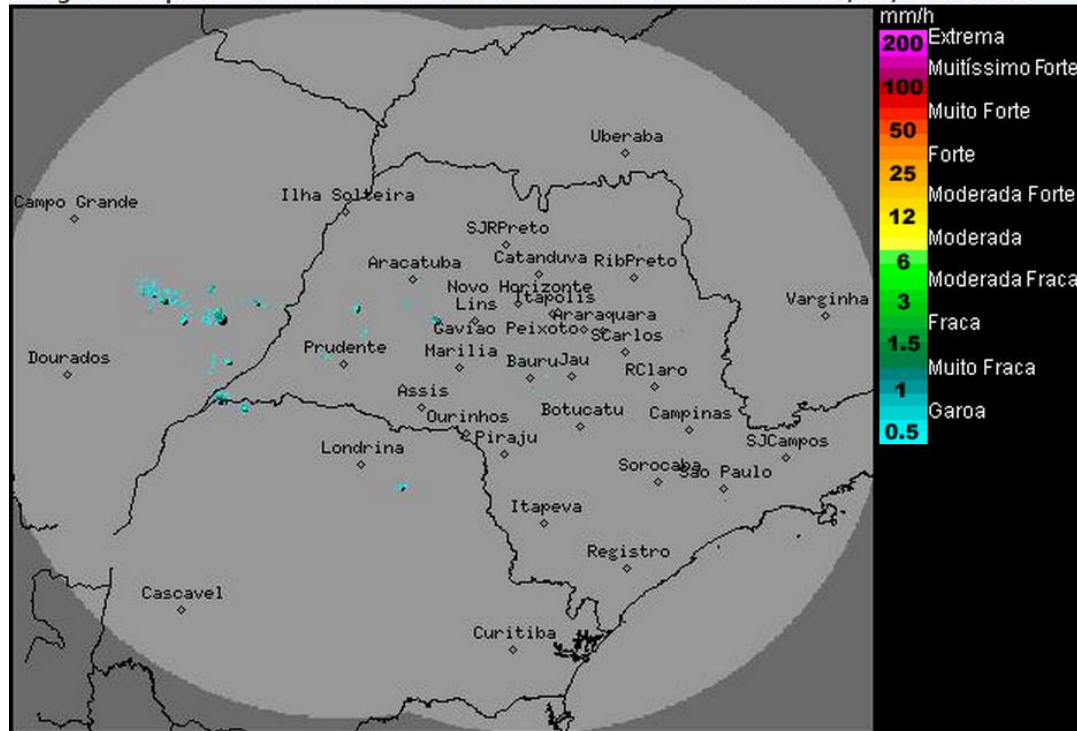 mm/h
200 Extrema
Muitíssimo Forte
100
Muito Forte
50
Forte
25
Moderada Forte
12
Moderada
6
Moderada Fraca
3
Fraca
1.5
Muito Fraca
1
Garoa
0.5
Uberaba
Campo Grande
Ilha Solteira
SJRPreto
Catanduva
RibPreto
Aracatuba
Novo Horizonte
Lins
Itapolis
Varginha
Araraquara
Gaviao Peixoto
SCarlos
Prudente
Marilia
Dourados
Bauru
Jau
RClaro
Assis
Ourinhos
Botucatu
Campinas
Piraju
SJCampos
Londrina
Sorocaba
Sao Paulo
Itapeva
Registro
Cascavel
Curitiba